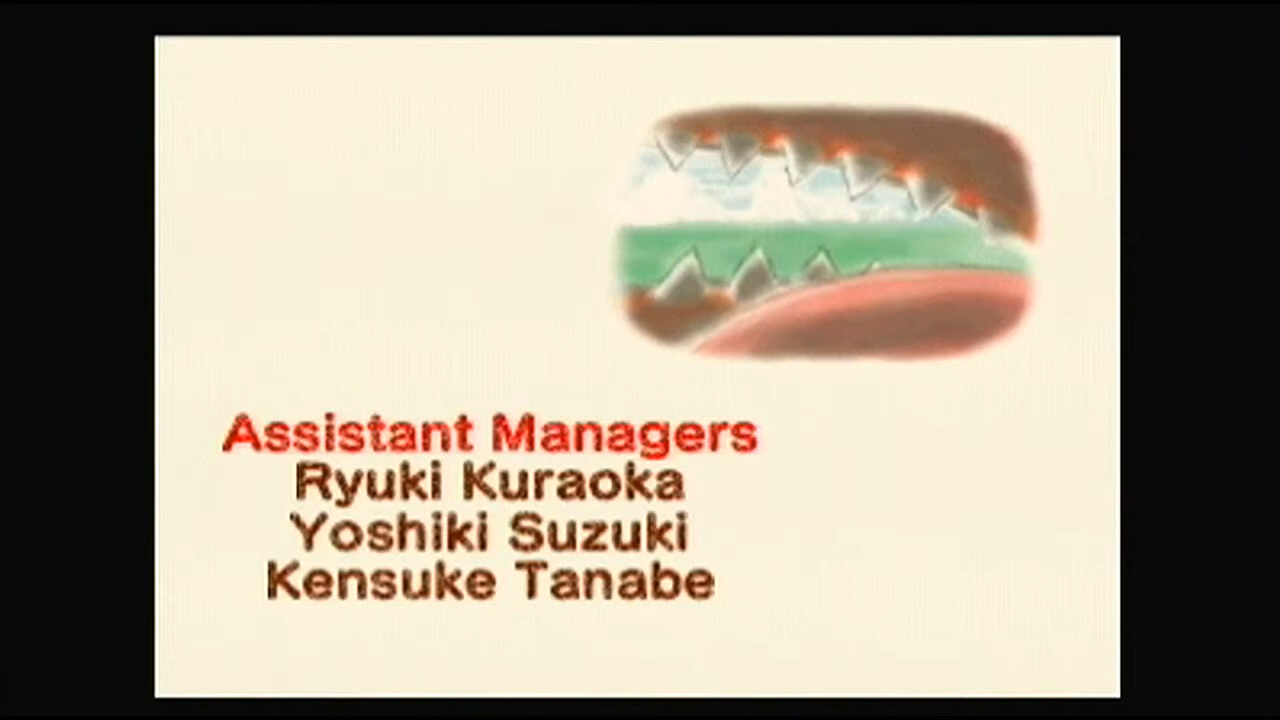 Assistant Managers
Ryuki Kuraoka
Yoshiki Suzuki
Kensuke Tanabe